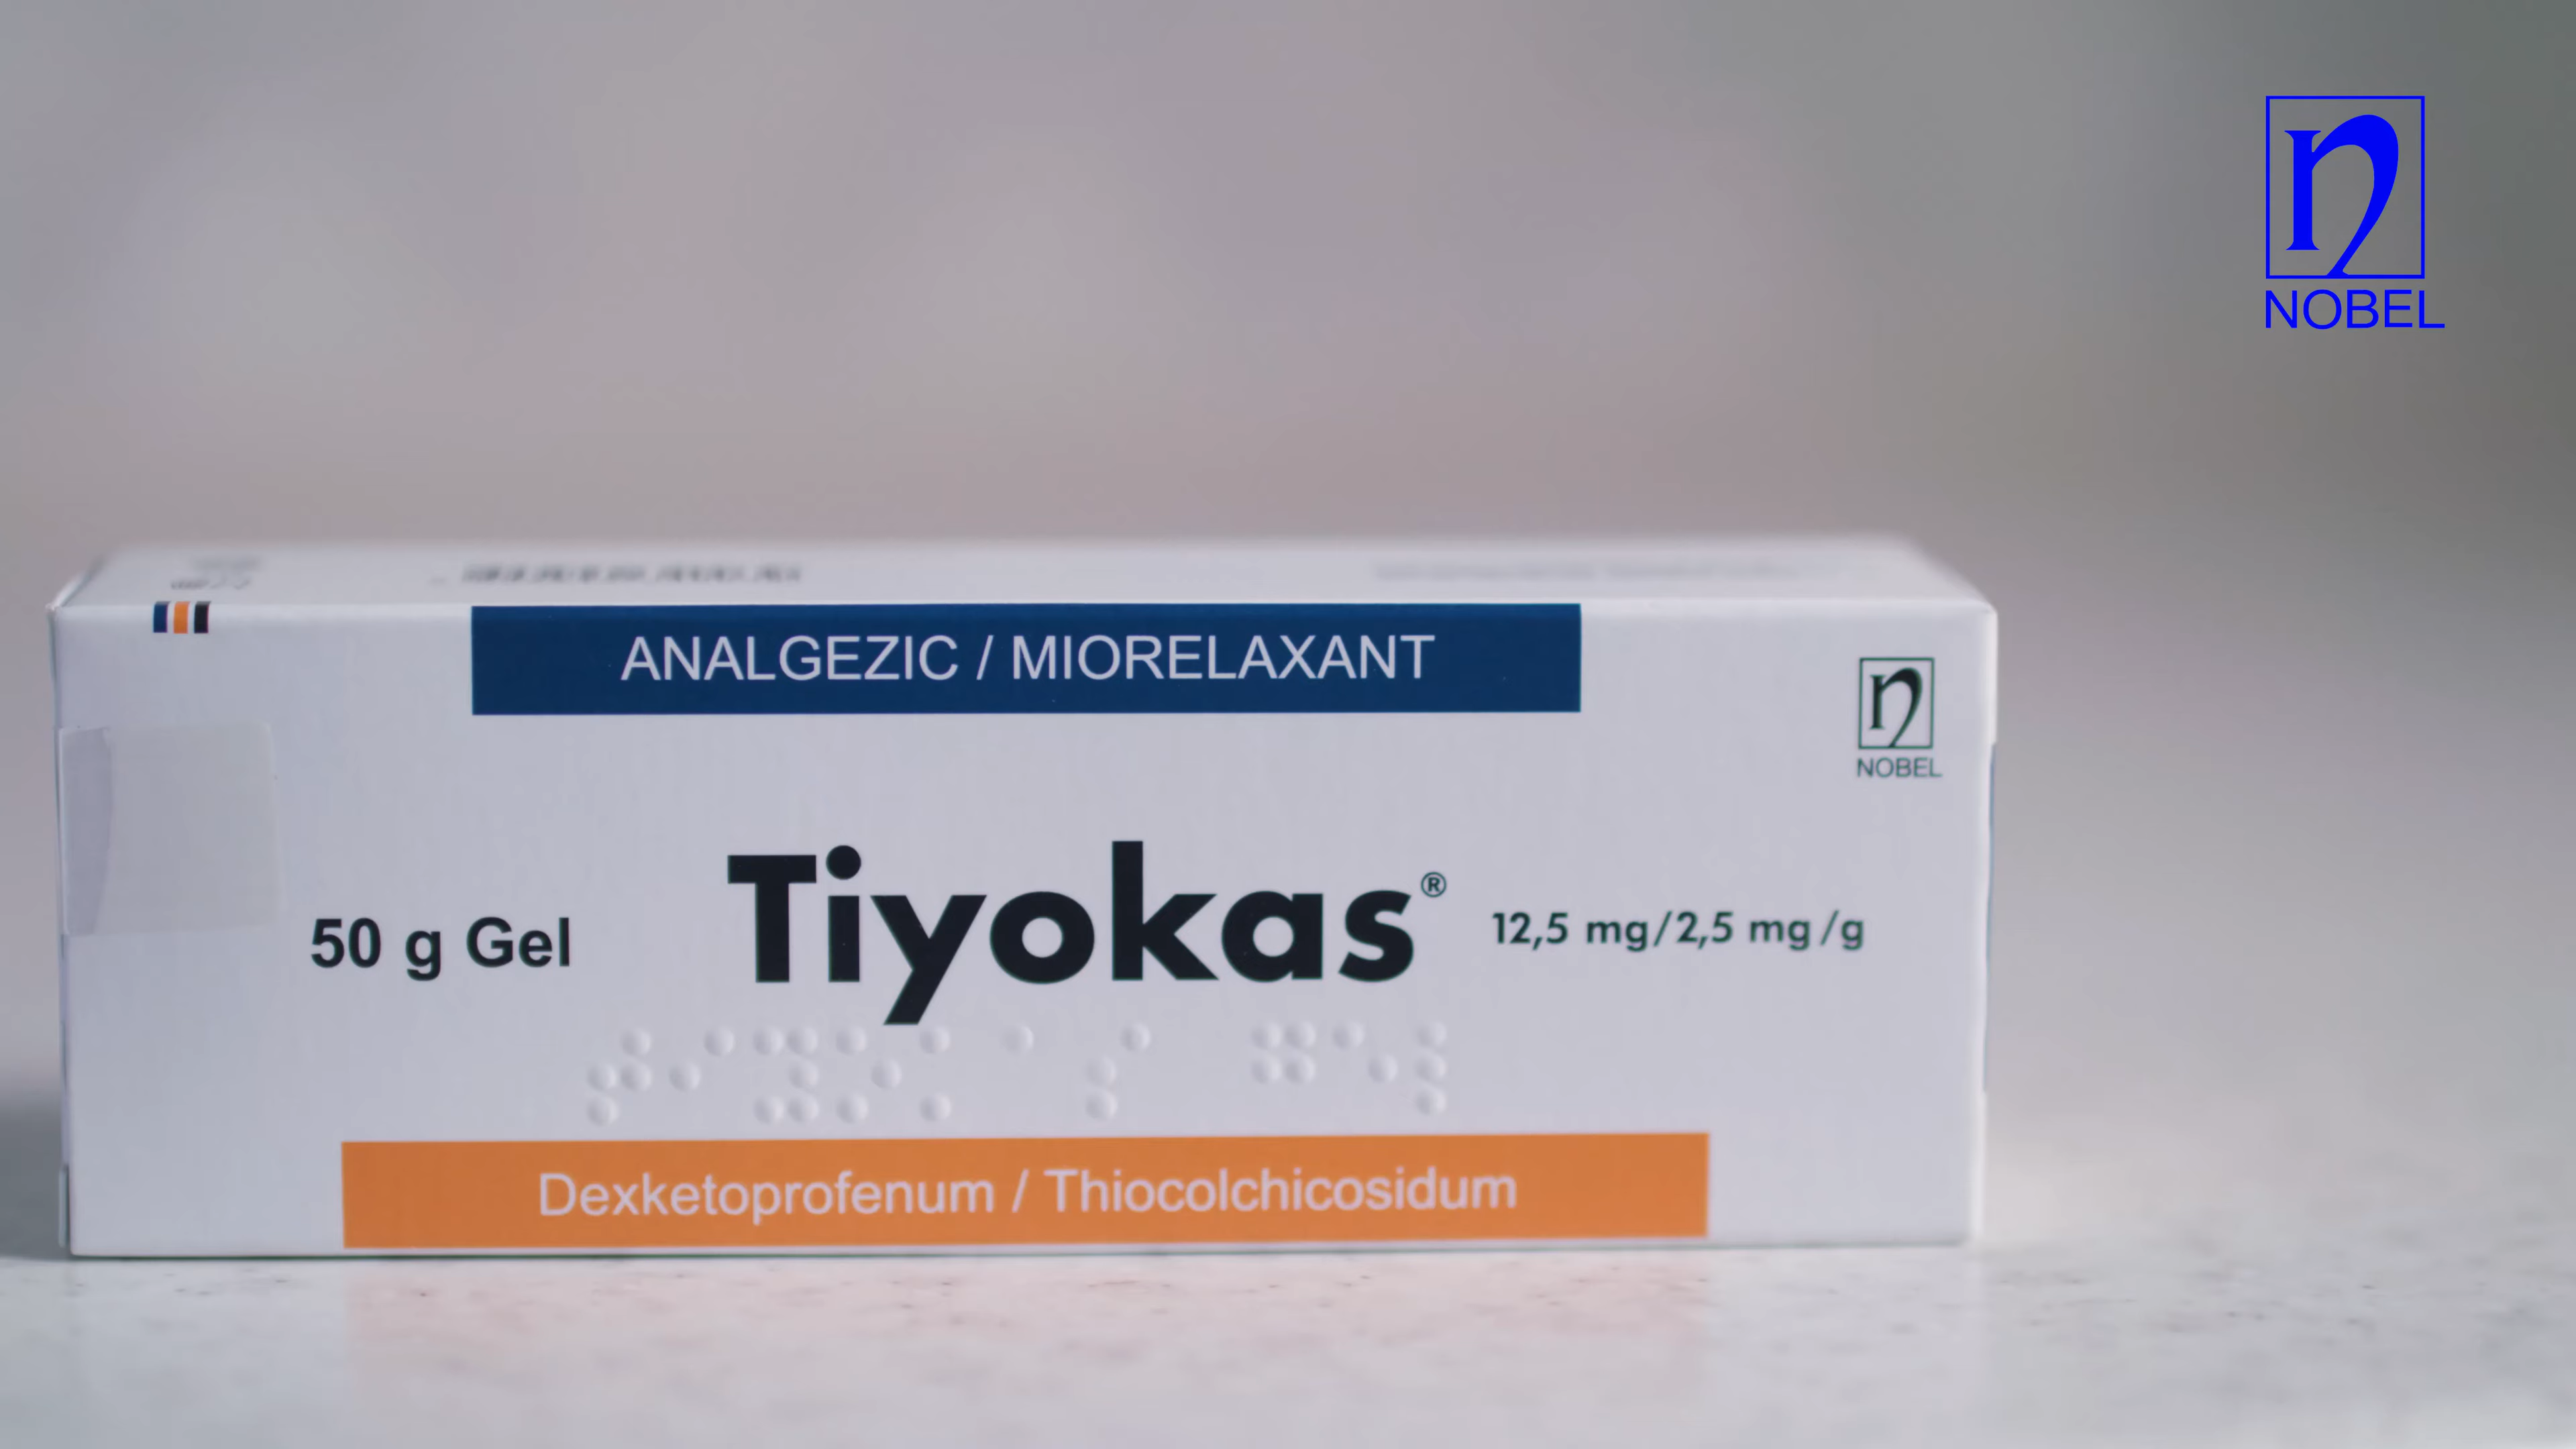 NOBEL
ANALGEZIC / MIORELAXANT
NOBEL
50 g Gel Tiyokas® 12,5 mg/2,5 mg/g
Dexketoprofenum / Thiocolchicosidum